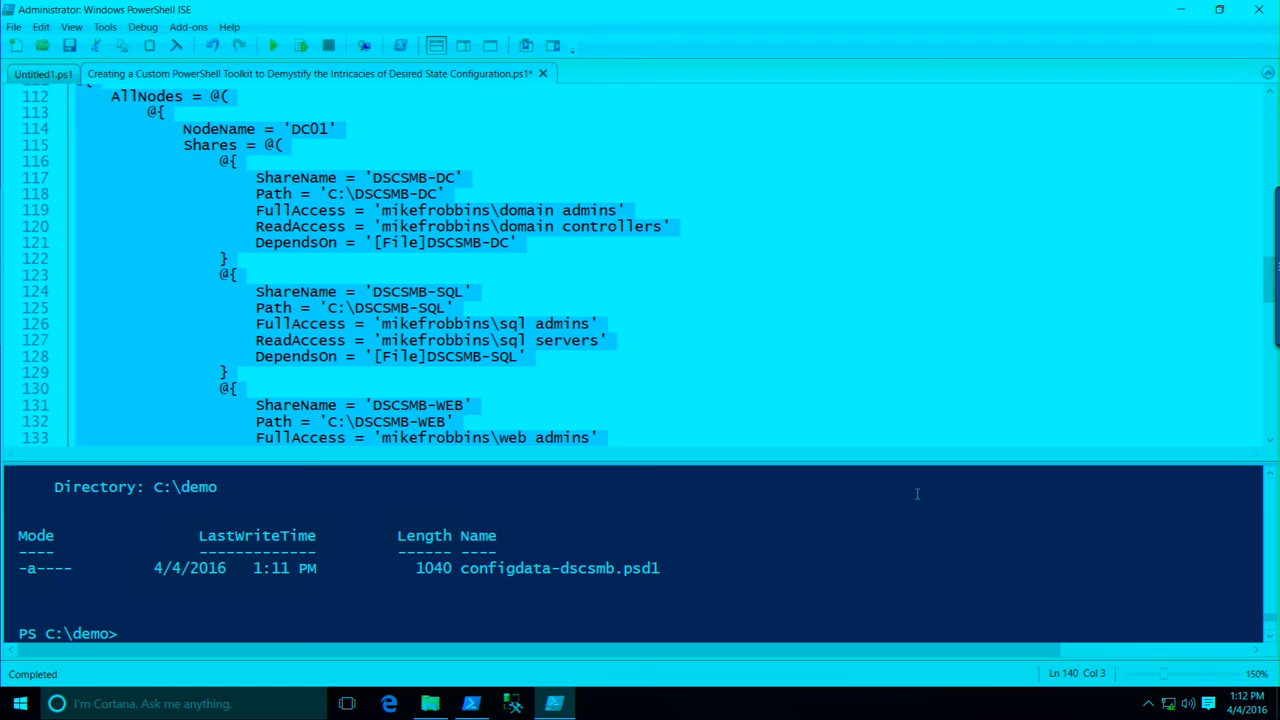 Administrator: Windows PowerShell ISE
File Edit View Tools Debug Add-ons Help
Untitled1.ps1 Creating a Custom PowerShell Toolkit to Demystify the Intricacies of Desired State Configuration.ps1*
112 AllNodes = @(
113 @{
114 NodeName = 'DC01'
115 Shares = @(
116 @{
117 ShareName = 'DSCSMB-DC'
118 Path = 'C:\DSCSMB-DC'
119 FullAccess = 'mikefrobbins\domain admins'
120 ReadAccess = 'mikefrobbins\domain controllers'
121 DependsOn = '[File]DSCSMB-DC'
122 }
123 @{
124 ShareName = 'DSCSMB-SQL'
125 Path = 'C:\DSCSMB-SQL'
126 FullAccess = 'mikefrobbins\sql admins'
127 ReadAccess = 'mikefrobbins\sql servers'
128 DependsOn = '[File]DSCSMB-SQL'
129 }
130 @{
131 ShareName = 'DSCSMB-WEB'
132 Path = 'C:\DSCSMB-WEB'
133 FullAccess = 'mikefrobbins\web admins'
Directory: C:\demo
Mode LastWriteTime Length Name
---- ------------- ------ ----
-a---- 4/4/2016 1:11 PM 1040 configdata-dscsmb.psd1
PS C:\demo>
Completed Ln 140 Col 3 150%
I'm Cortana. Ask me anything. 1:12 PM
4/4/2016